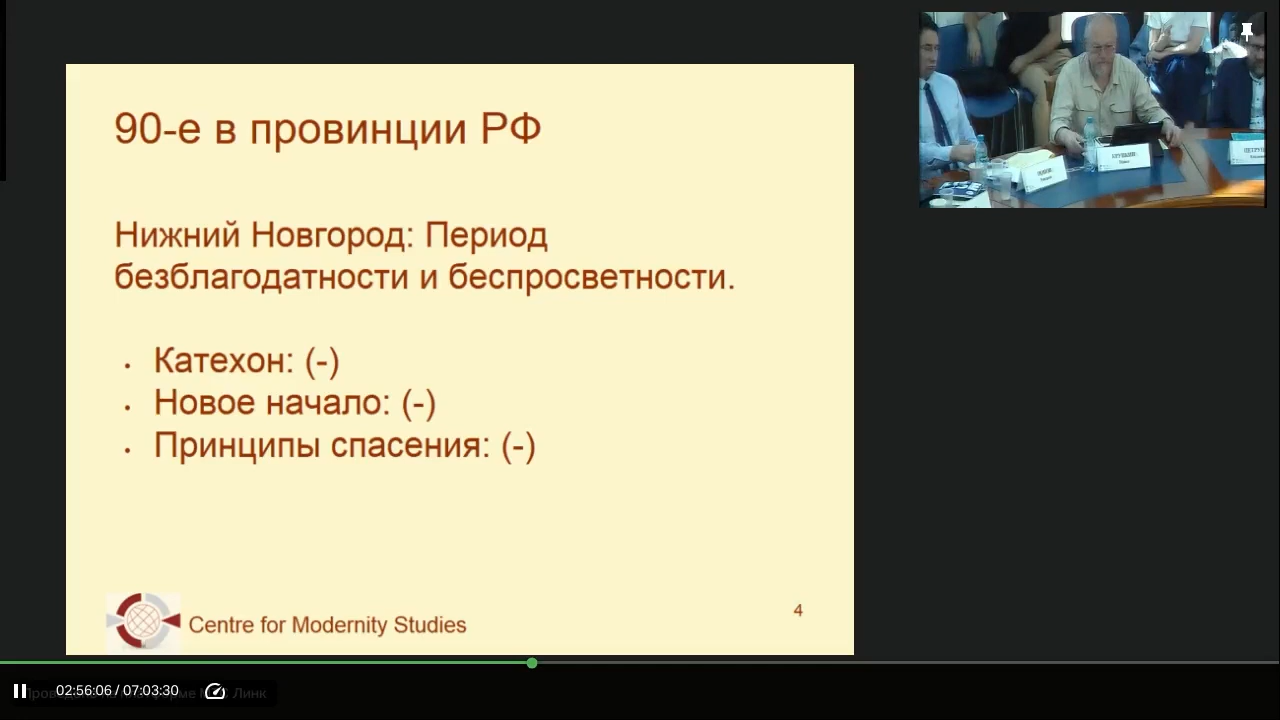 90-е в провинции РФ
Нижний Новгород: Период
безблагодатности и беспросветности.
• Катехон: (-)
• Новое начало: (-)
• Принципы спасения: (-)
4
Centre for Modernity Studies
02:56:06 / 07:03:30
Линк